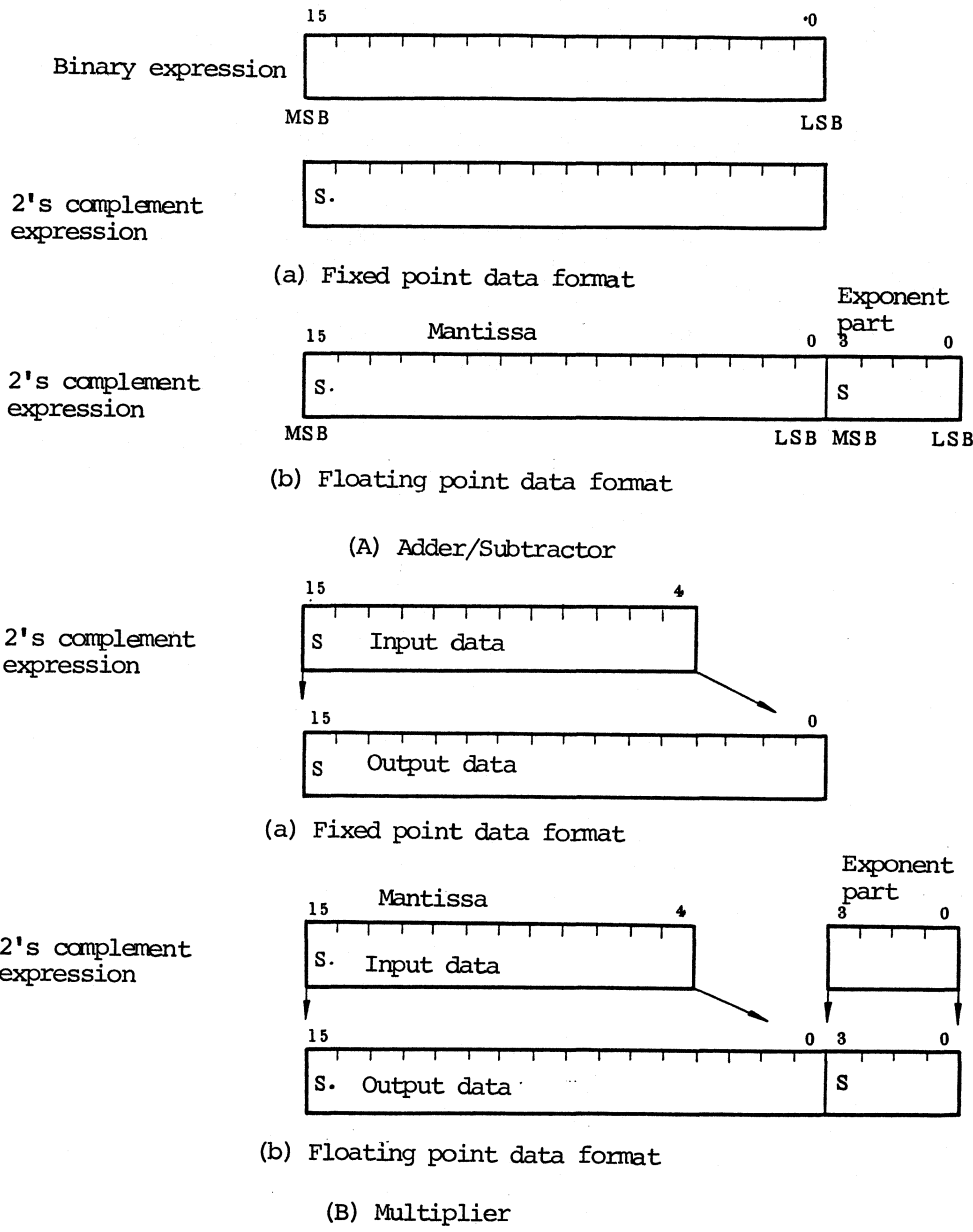 15 0
Binary expression
MSB LSB
2's complement
expression
S.
(a) Fixed point data format
Exponent
part
15 Mantissa 0 3 0
2's complement
expression
S. S
MSB LSB MSB LSB
(b) Floating point data format
(A) Adder/Subtractor
15 4
2's complement
expression
S Input data
15 0
S Output data
(a) Fixed point data format
Exponent
part
15 Mantissa 4 3 0
2's complement
expression
S. Input data
15 0 3 0
S. Output data S
(b) Floating point data format
(B) Multiplier